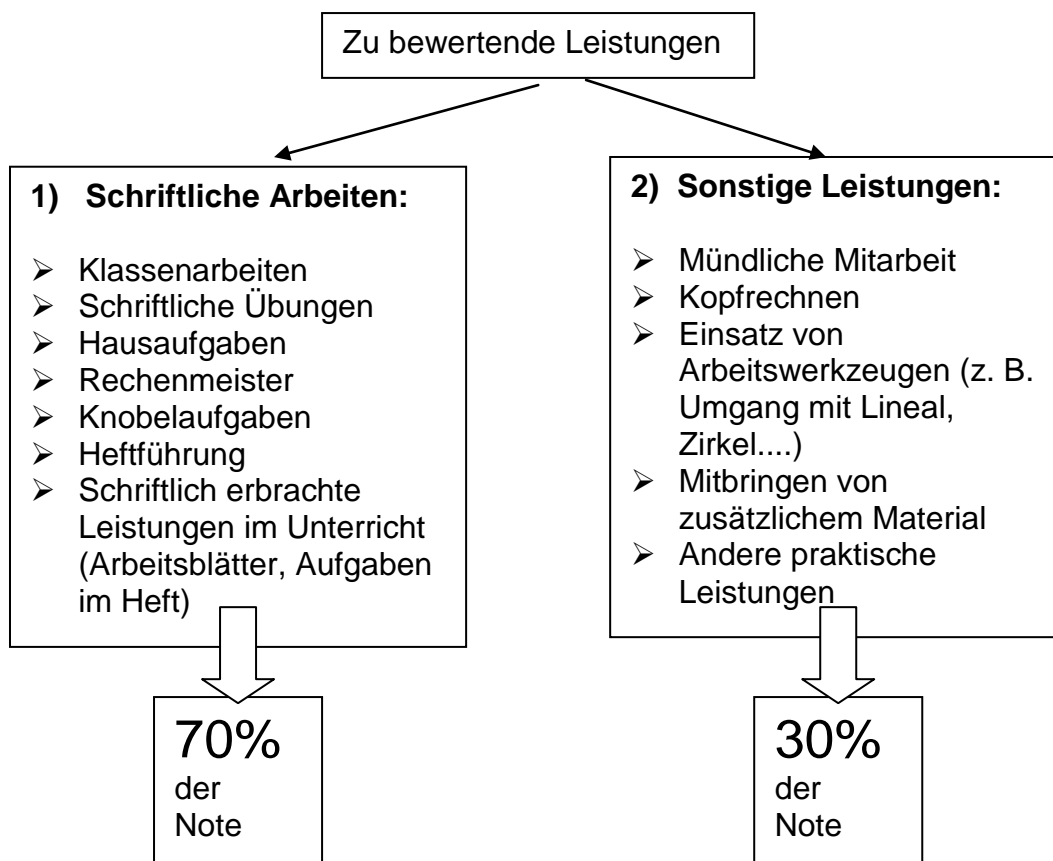 Zu bewertende Leistungen
1) Schriftliche Arbeiten:
➢ Klassenarbeiten
➢ Schriftliche Übungen
➢ Hausaufgaben
➢ Rechenmeister
➢ Knobelaufgaben
➢ Heftführung
➢ Schriftlich erbrachte
Leistungen im Unterricht
(Arbeitsblätter, Aufgaben
im Heft)
70%
der
Note
2) Sonstige Leistungen:
➢ Mündliche Mitarbeit
➢ Kopfrechnen
➢ Einsatz von
Arbeitswerkzeugen (z. B.
Umgang mit Lineal,
Zirkel....)
➢ Mitbringen von
zusätzlichem Material
➢ Andere praktische
Leistungen
30%
der
Note